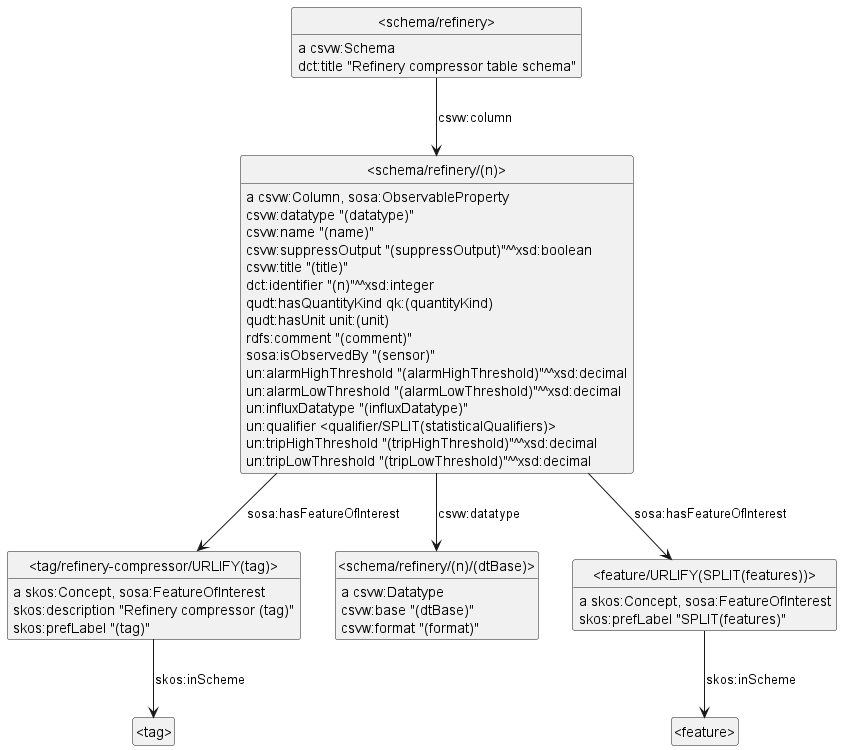 <schema/refinery>
a csvw:Schema
dct:title "Refinery compressor table schema"
csvw:column
<schema/refinery/(n)>
a csvw:Column, sosa:ObservableProperty
csvw:datatype "(datatype)"
csvw:name "(name)"
csvw:suppressOutput "(suppressOutput)"^^xsd:boolean
csvw:title "(title)"
dct:identifier "(n)"^^xsd:integer
qudt:hasQuantityKind qk:(quantityKind)
qudt:hasUnit unit:(unit)
rdfs:comment "(comment)"
sosa:isObservedBy "(sensor)"
un:alarmHighThreshold "(alarmHighThreshold)"^^xsd:decimal
un:alarmLowThreshold "(alarmLowThreshold)"^^xsd:decimal
un:influxDatatype "(influxDatatype)"
un:qualifier <qualifier/SPLIT(statisticalQualifiers)>
un:tripHighThreshold "(tripHighThreshold)"^^xsd:decimal
un:tripLowThreshold "(tripLowThreshold)"^^xsd:decimal
sosa:hasFeatureOfInterest
csvw:datatype
sosa:hasFeatureOfInterest
<tag/refinery-compressor/URLIFY(tag)>
a skos:Concept, sosa:FeatureOfInterest
skos:description "Refinery compressor (tag)"
skos:prefLabel "(tag)"
<schema/refinery/(n)/(dtBase)>
a csvw:Datatype
csvw:base "(dtBase)"
csvw:format "(format)"
<feature/URLIFY(SPLIT(features))>
a skos:Concept, sosa:FeatureOfInterest
skos:prefLabel "SPLIT(features)"
skos:inScheme
skos:inScheme
<tag>
<feature>